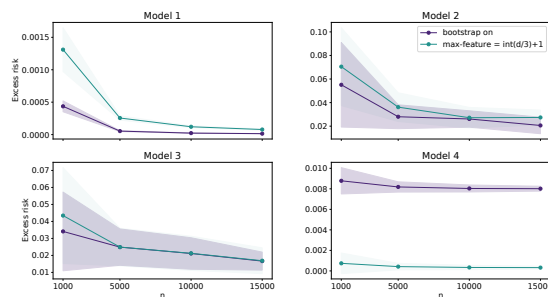 Model 1
Model 2
Excess risk
0.0015
0.0010
0.0005
0.0000
0.10
0.08
0.06
0.04
0.02
bootstrap on
max-feature = int(d/3)+1
Model 3
Model 4
Excess risk
0.07
0.06
0.05
0.04
0.03
0.02
0.01
0.010
0.008
0.006
0.004
0.002
0.000
1000 5000 10000 15000
1000 5000 10000 15000
n
n